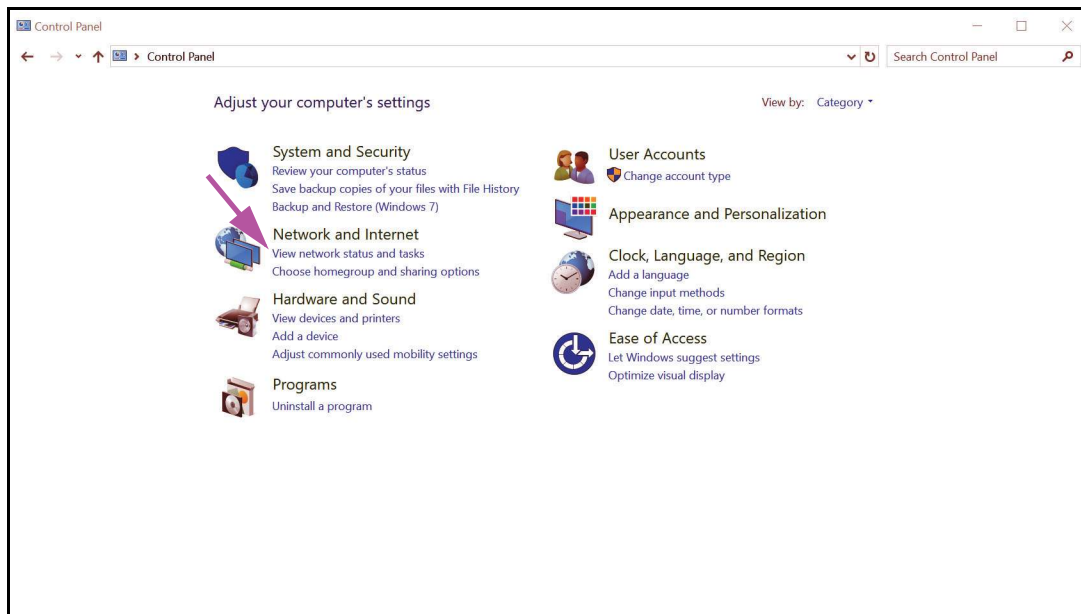 Control Panel
Control Panel
Search Control Panel
Adjust your computer's settings
View by: Category
System and Security
Review your computer's status
Save backup copies of your files with File History
Backup and Restore (Windows 7)
Network and Internet
View network status and tasks
Choose homegroup and sharing options
Hardware and Sound
View devices and printers
Add a device
Adjust commonly used mobility settings
Programs
Uninstall a program
User Accounts
Change account type
Appearance and Personalization
Clock, Language, and Region
Add a language
Change input methods
Change date, time, or number formats
Ease of Access
Let Windows suggest settings
Optimize visual display